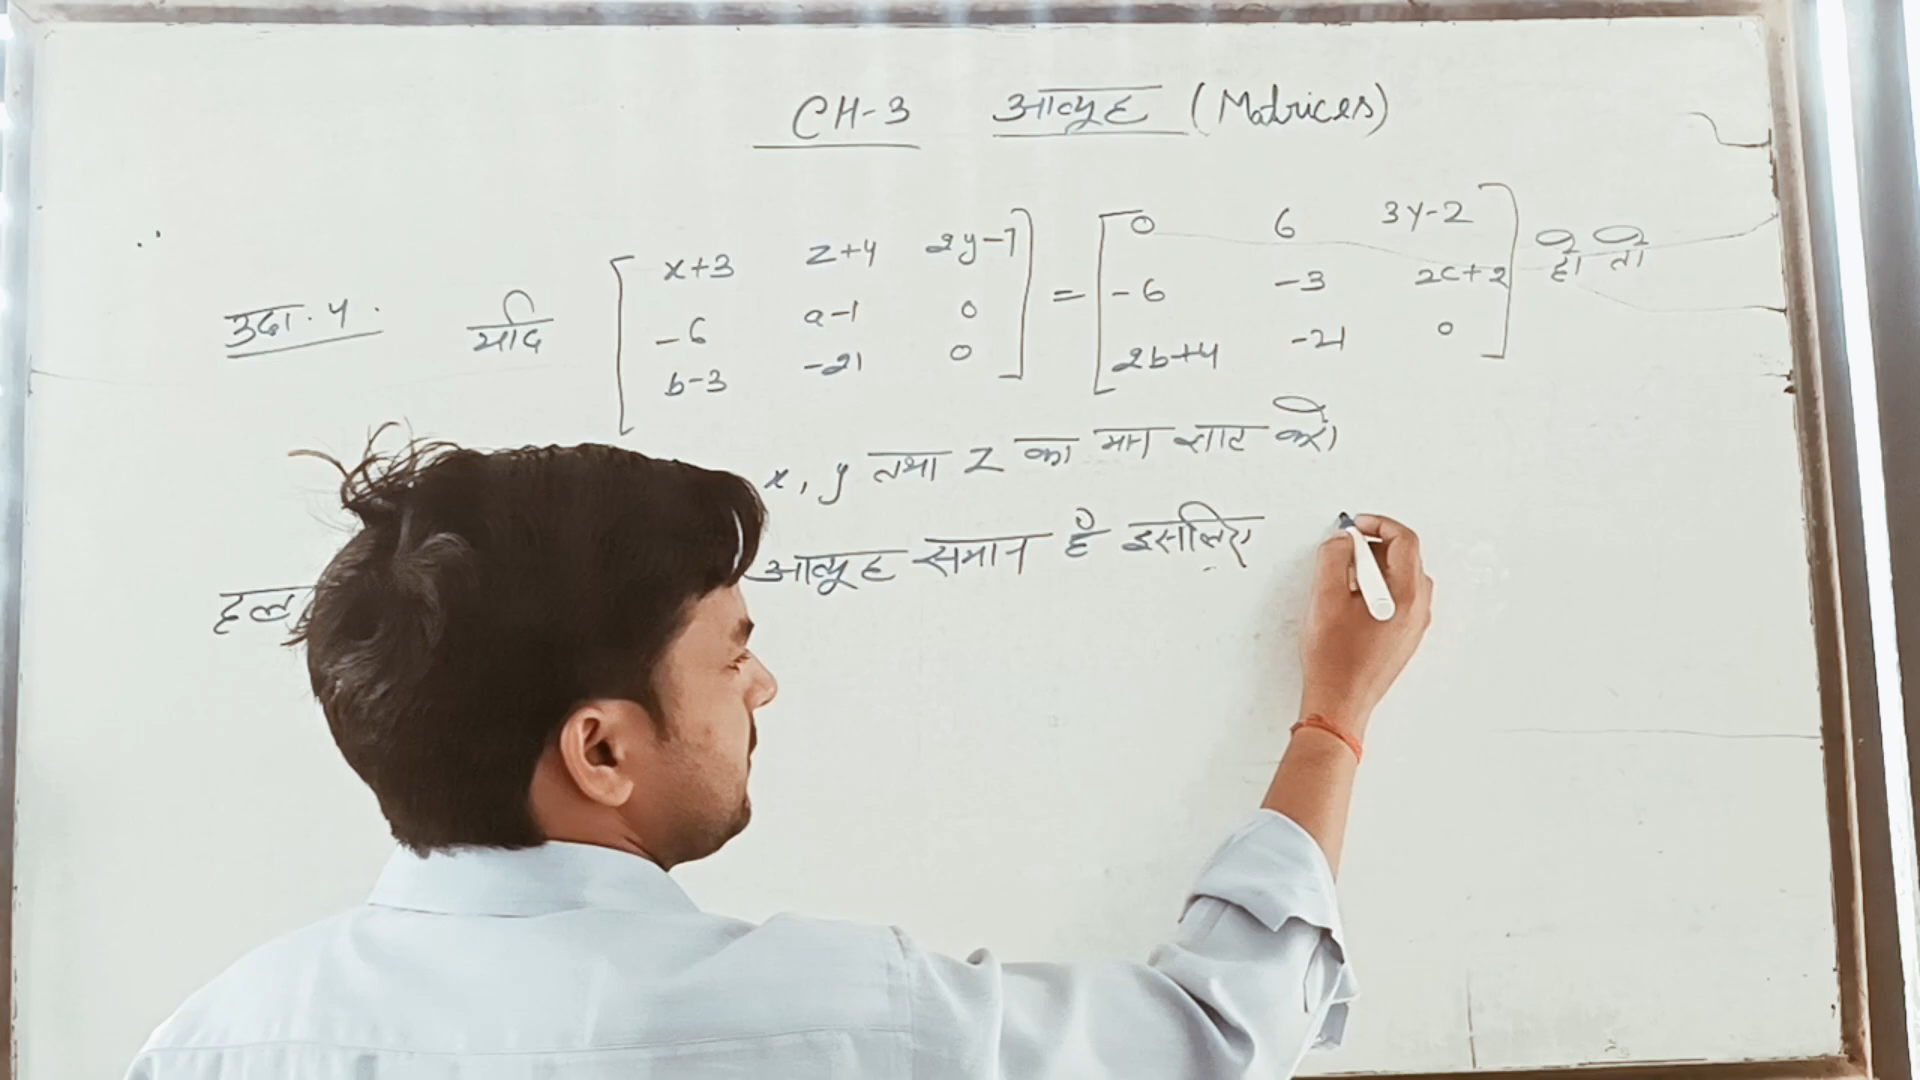 CH-3 आव्यूह (Matrices)
उदा. 4. यदि [ x+3 z+4 2y-7 ] = [ 0 6 3y-2 ] हो तो
-6 a-1 0 -6 -3 2c+2
b-3 -21 0 2b+4 -21 0
x, y तथा z का मान ज्ञात करें।
हल आव्यूह समान है इसलिए